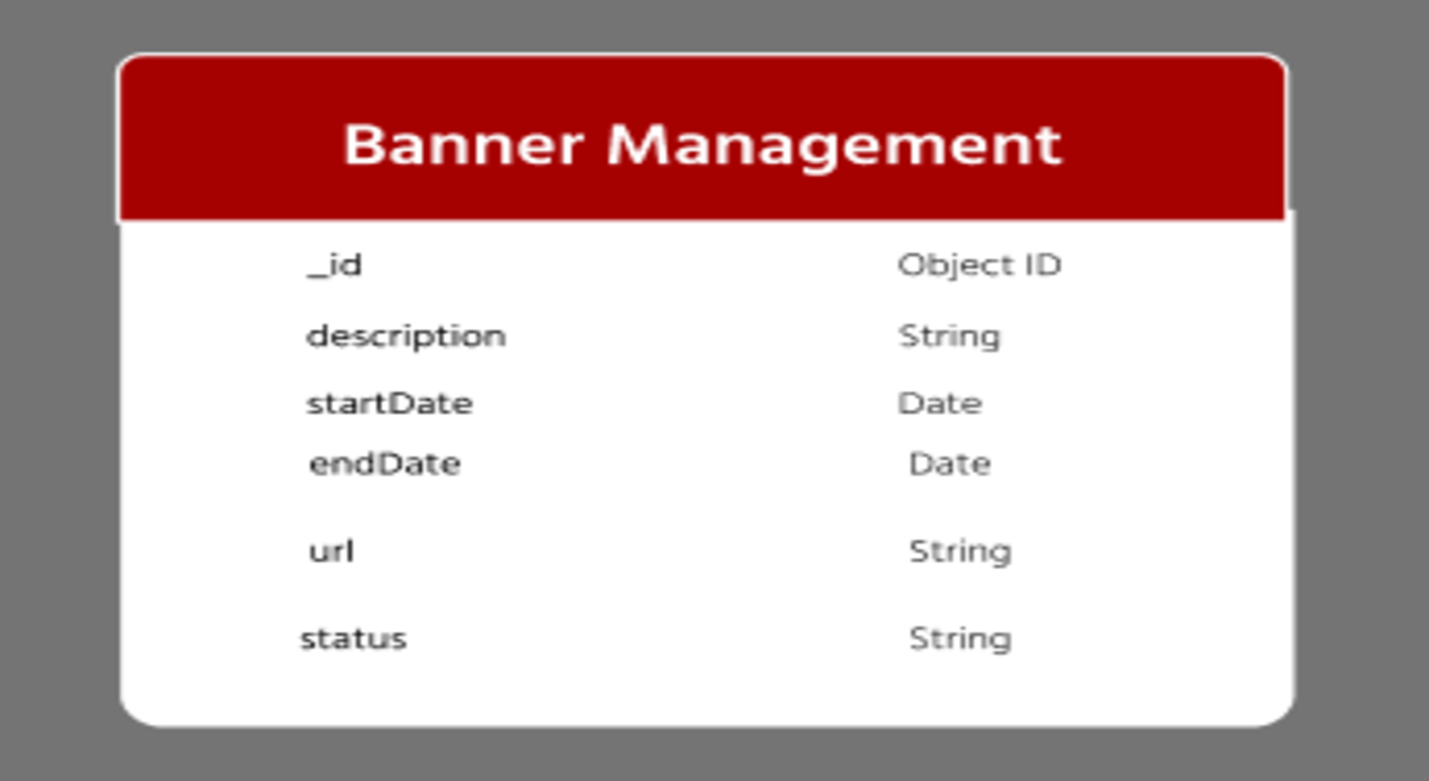 Banner Management
_id Object ID
description String
startDate Date
endDate Date
url String
status String